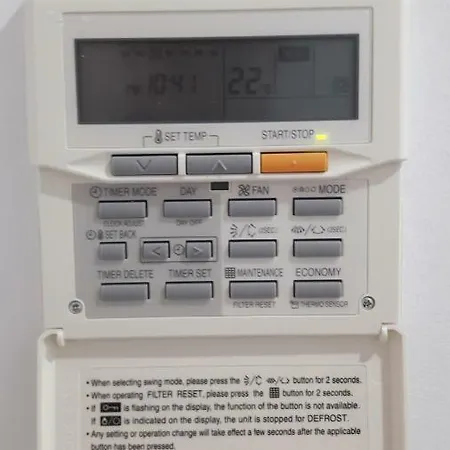 10:41 22°C
SET TEMP. START/STOP
TIMER MODE DAY FAN MODE
CLOCK ADJUST DAY OFF
SET BACK (2SEC) (2SEC)
< >
TIMER DELETE TIMER SET MAINTENANCE ECONOMY
FILTER RESET THERMO SENSOR
• When selecting swing mode, please press the button for 2 seconds.
• When operating FILTER RESET, please press the button for 2 seconds.
• If is flashing on the display, the function of the button is not available.
If is indicated on the display, the unit is stopped for DEFROST.
• Any setting or operation change will take effect a few seconds after the applicable
button has been pressed.